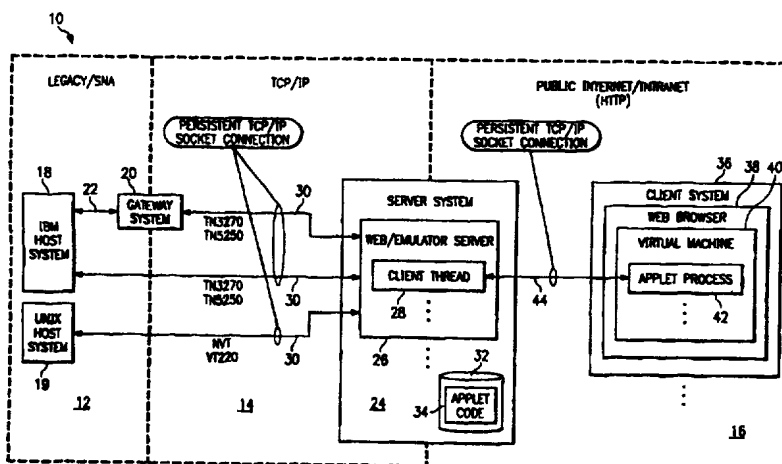 10
LEGACY/SNA
TCP/IP
PUBLIC INTERNET/INTRANET
(HTTP)
PERSISTENT TCP/IP
SOCKET CONNECTION
PERSISTENT TCP/IP
SOCKET CONNECTION
18
22
20
GATEWAY
SYSTEM
IBM
HOST
SYSTEM
TN3270
TN5250
30
TN3270
TN5250
30
UNIX
HOST
SYSTEM
19
NVT
VT220
30
SERVER SYSTEM
WEB/EMULATOR SERVER
CLIENT THREAD
28
26
32
34
APPLET
CODE
44
36
38
40
CLIENT SYSTEM
WEB BROWSER
VIRTUAL MACHINE
APPLET PROCESS
42
12
14
24
16